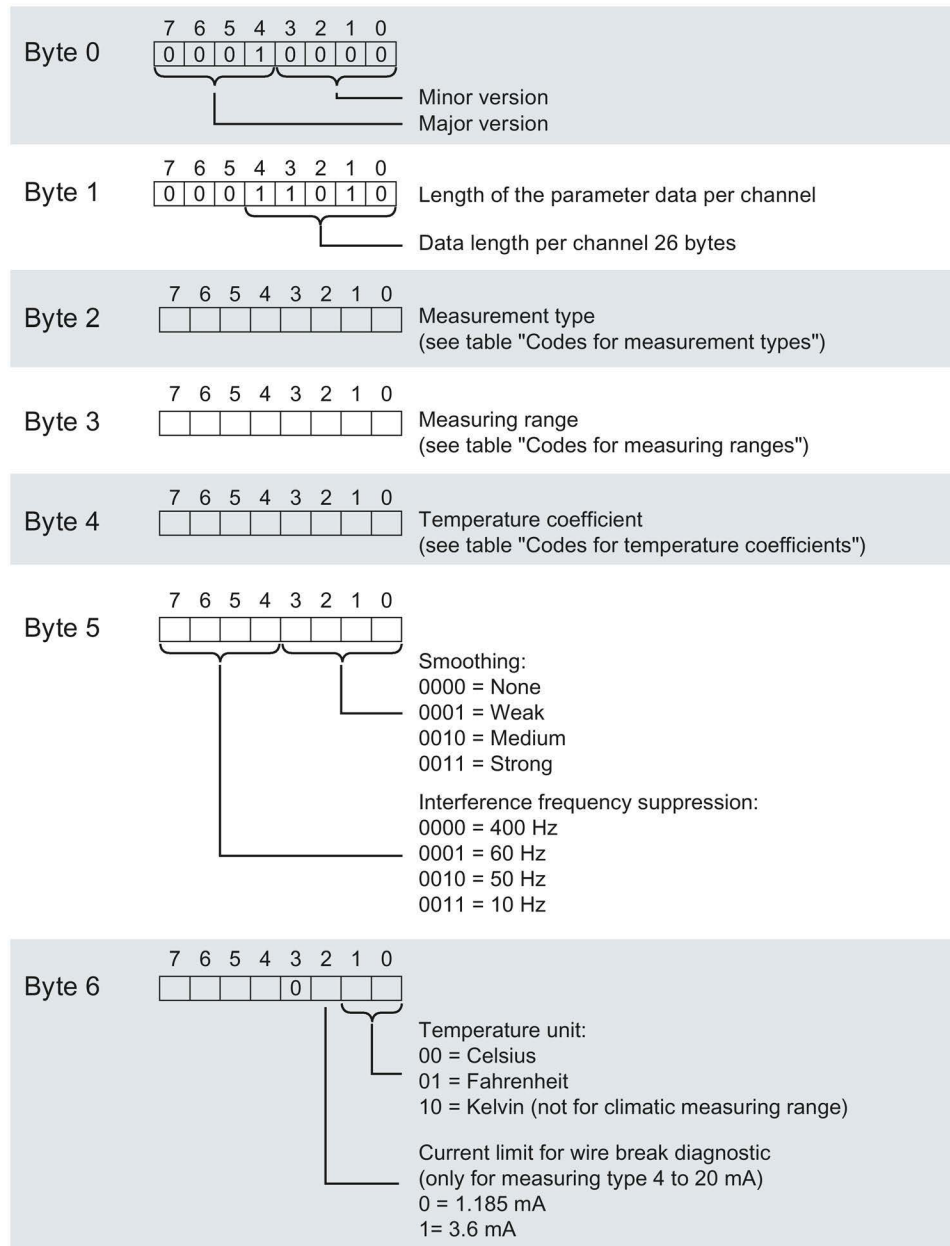 7 6 5 4 3 2 1 0
Byte 0 0 0 0 1 0 0 0 0
Minor version
Major version
7 6 5 4 3 2 1 0
Byte 1 0 0 0 1 1 0 1 0 Length of the parameter data per channel
Data length per channel 26 bytes
7 6 5 4 3 2 1 0
Byte 2 Measurement type
(see table "Codes for measurement types")
7 6 5 4 3 2 1 0
Byte 3 Measuring range
(see table "Codes for measuring ranges")
7 6 5 4 3 2 1 0
Byte 4 Temperature coefficient
(see table "Codes for temperature coefficients")
7 6 5 4 3 2 1 0
Byte 5
Smoothing:
0000 = None
0001 = Weak
0010 = Medium
0011 = Strong
Interference frequency suppression:
0000 = 400 Hz
0001 = 60 Hz
0010 = 50 Hz
0011 = 10 Hz
7 6 5 4 3 2 1 0
Byte 6 0
Temperature unit:
00 = Celsius
01 = Fahrenheit
10 = Kelvin (not for climatic measuring range)
Current limit for wire break diagnostic
(only for measuring type 4 to 20 mA)
0 = 1.185 mA
1= 3.6 mA